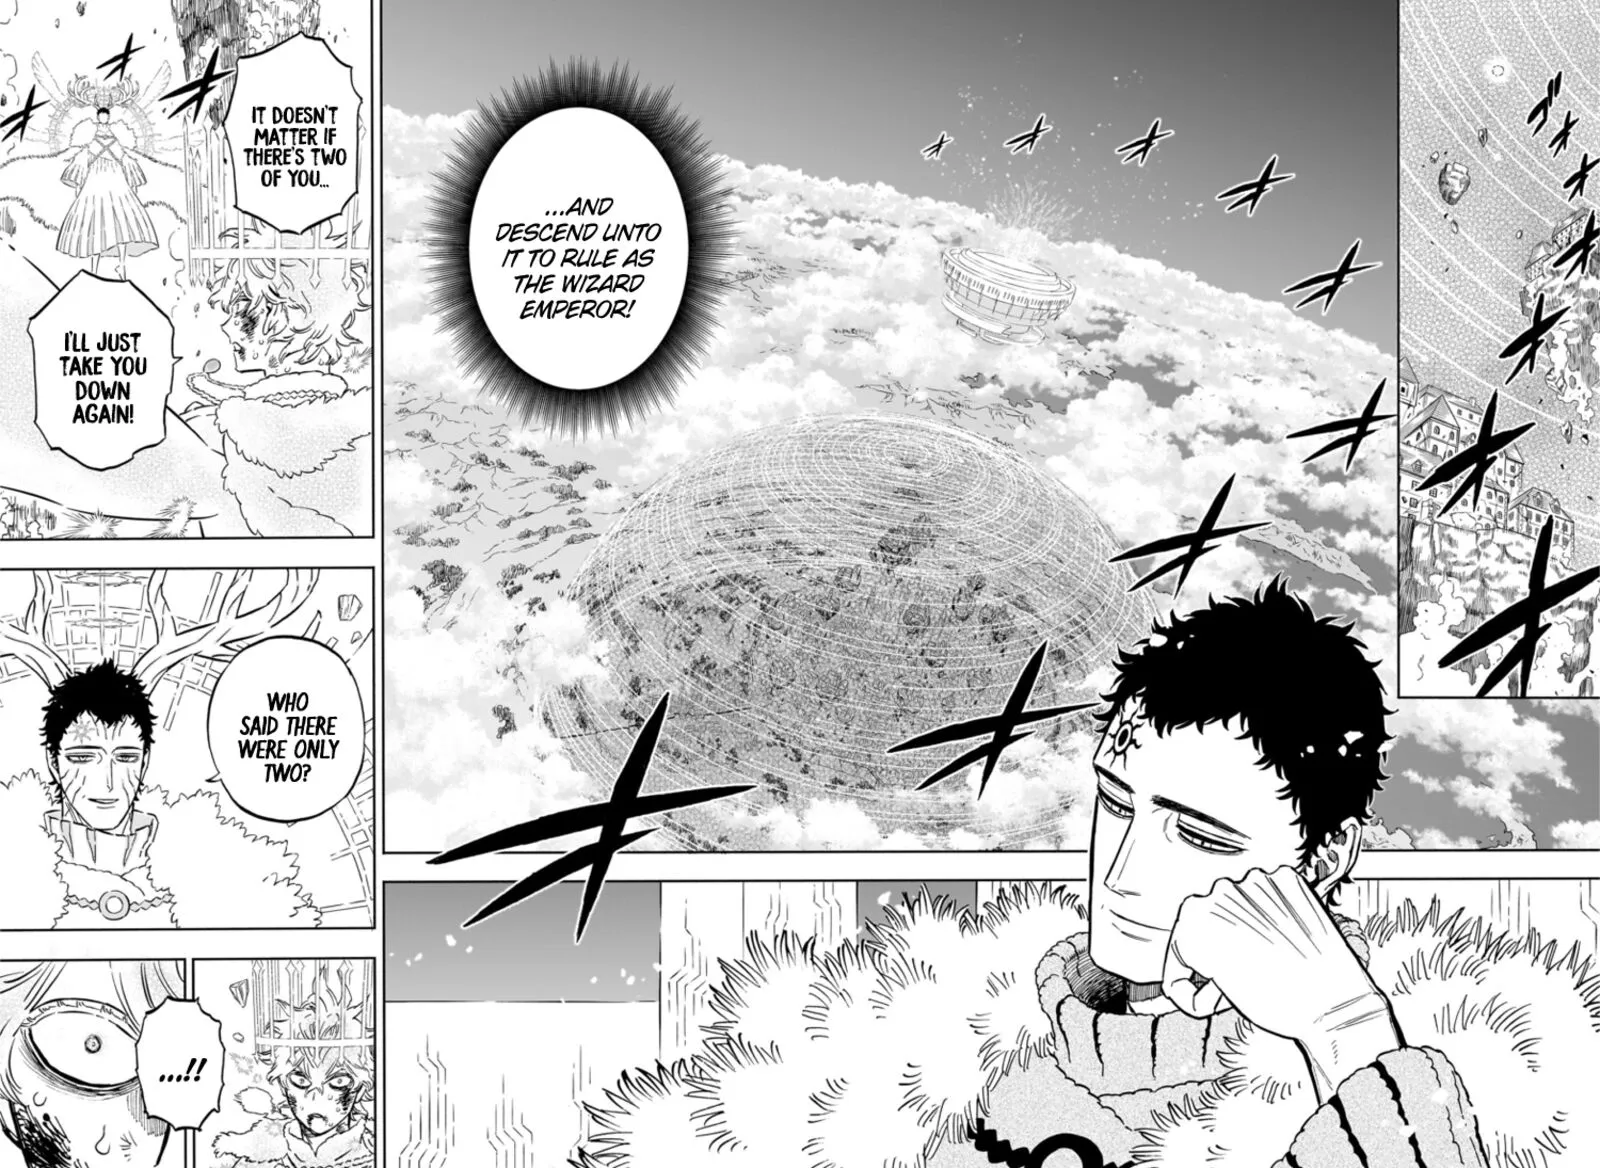 ...AND
DESCEND UNTO
IT TO RULE AS
THE WIZARD
EMPEROR!
IT DOESN'T
MATTER IF
THERE'S TWO
OF YOU...
I'LL JUST
TAKE YOU
DOWN
AGAIN!
WHO
SAID THERE
WERE ONLY
TWO?
...!!